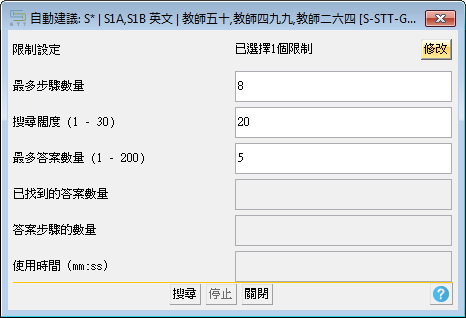 自動建議: S* | S1A,S1B 英文 | 教師五十,教師四九九,教師二六四 [S-STT-G...
限制設定 已選擇1個限制 修改
最多步驟數量 8
搜尋闊度 (1 - 30) 20
最多答案數量 (1 - 200) 5
已找到的答案數量
答案步驟的數量
使用時間 (mm:ss)
搜尋 停止 關閉 ?